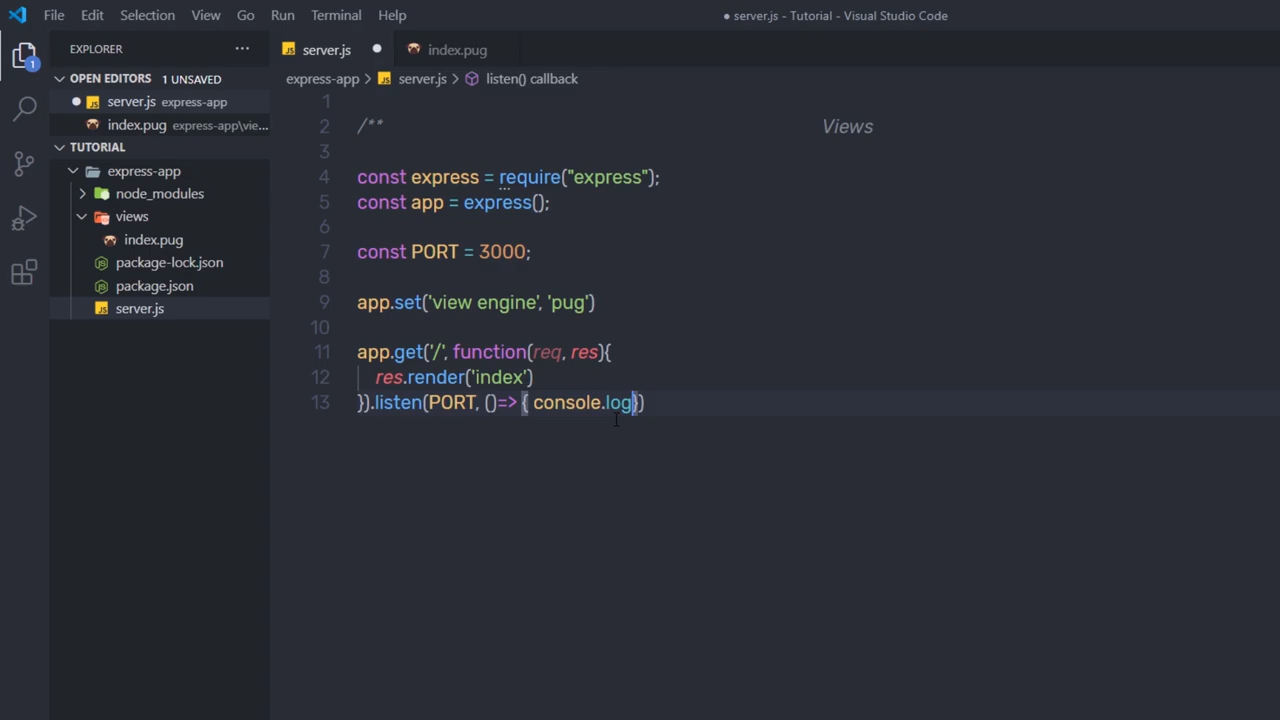 File Edit Selection View Go Run Terminal Help
● server.js - Tutorial - Visual Studio Code
EXPLORER ···
JS server.js ●
index.pug
1
OPEN EDITORS 1 UNSAVED
● JS server.js express-app
index.pug express-app\vie...
TUTORIAL
express-app
node_modules
views
index.pug
package-lock.json
package.json
JS server.js
express-app > JS server.js > listen() callback
1
2 /** Views
3
4 const express = require("express");
5 const app = express();
6
7 const PORT = 3000;
8
9 app.set('view engine', 'pug')
10
11 app.get('/', function(req, res){
12 res.render('index')
13 }).listen(PORT, ()=> { console.log})